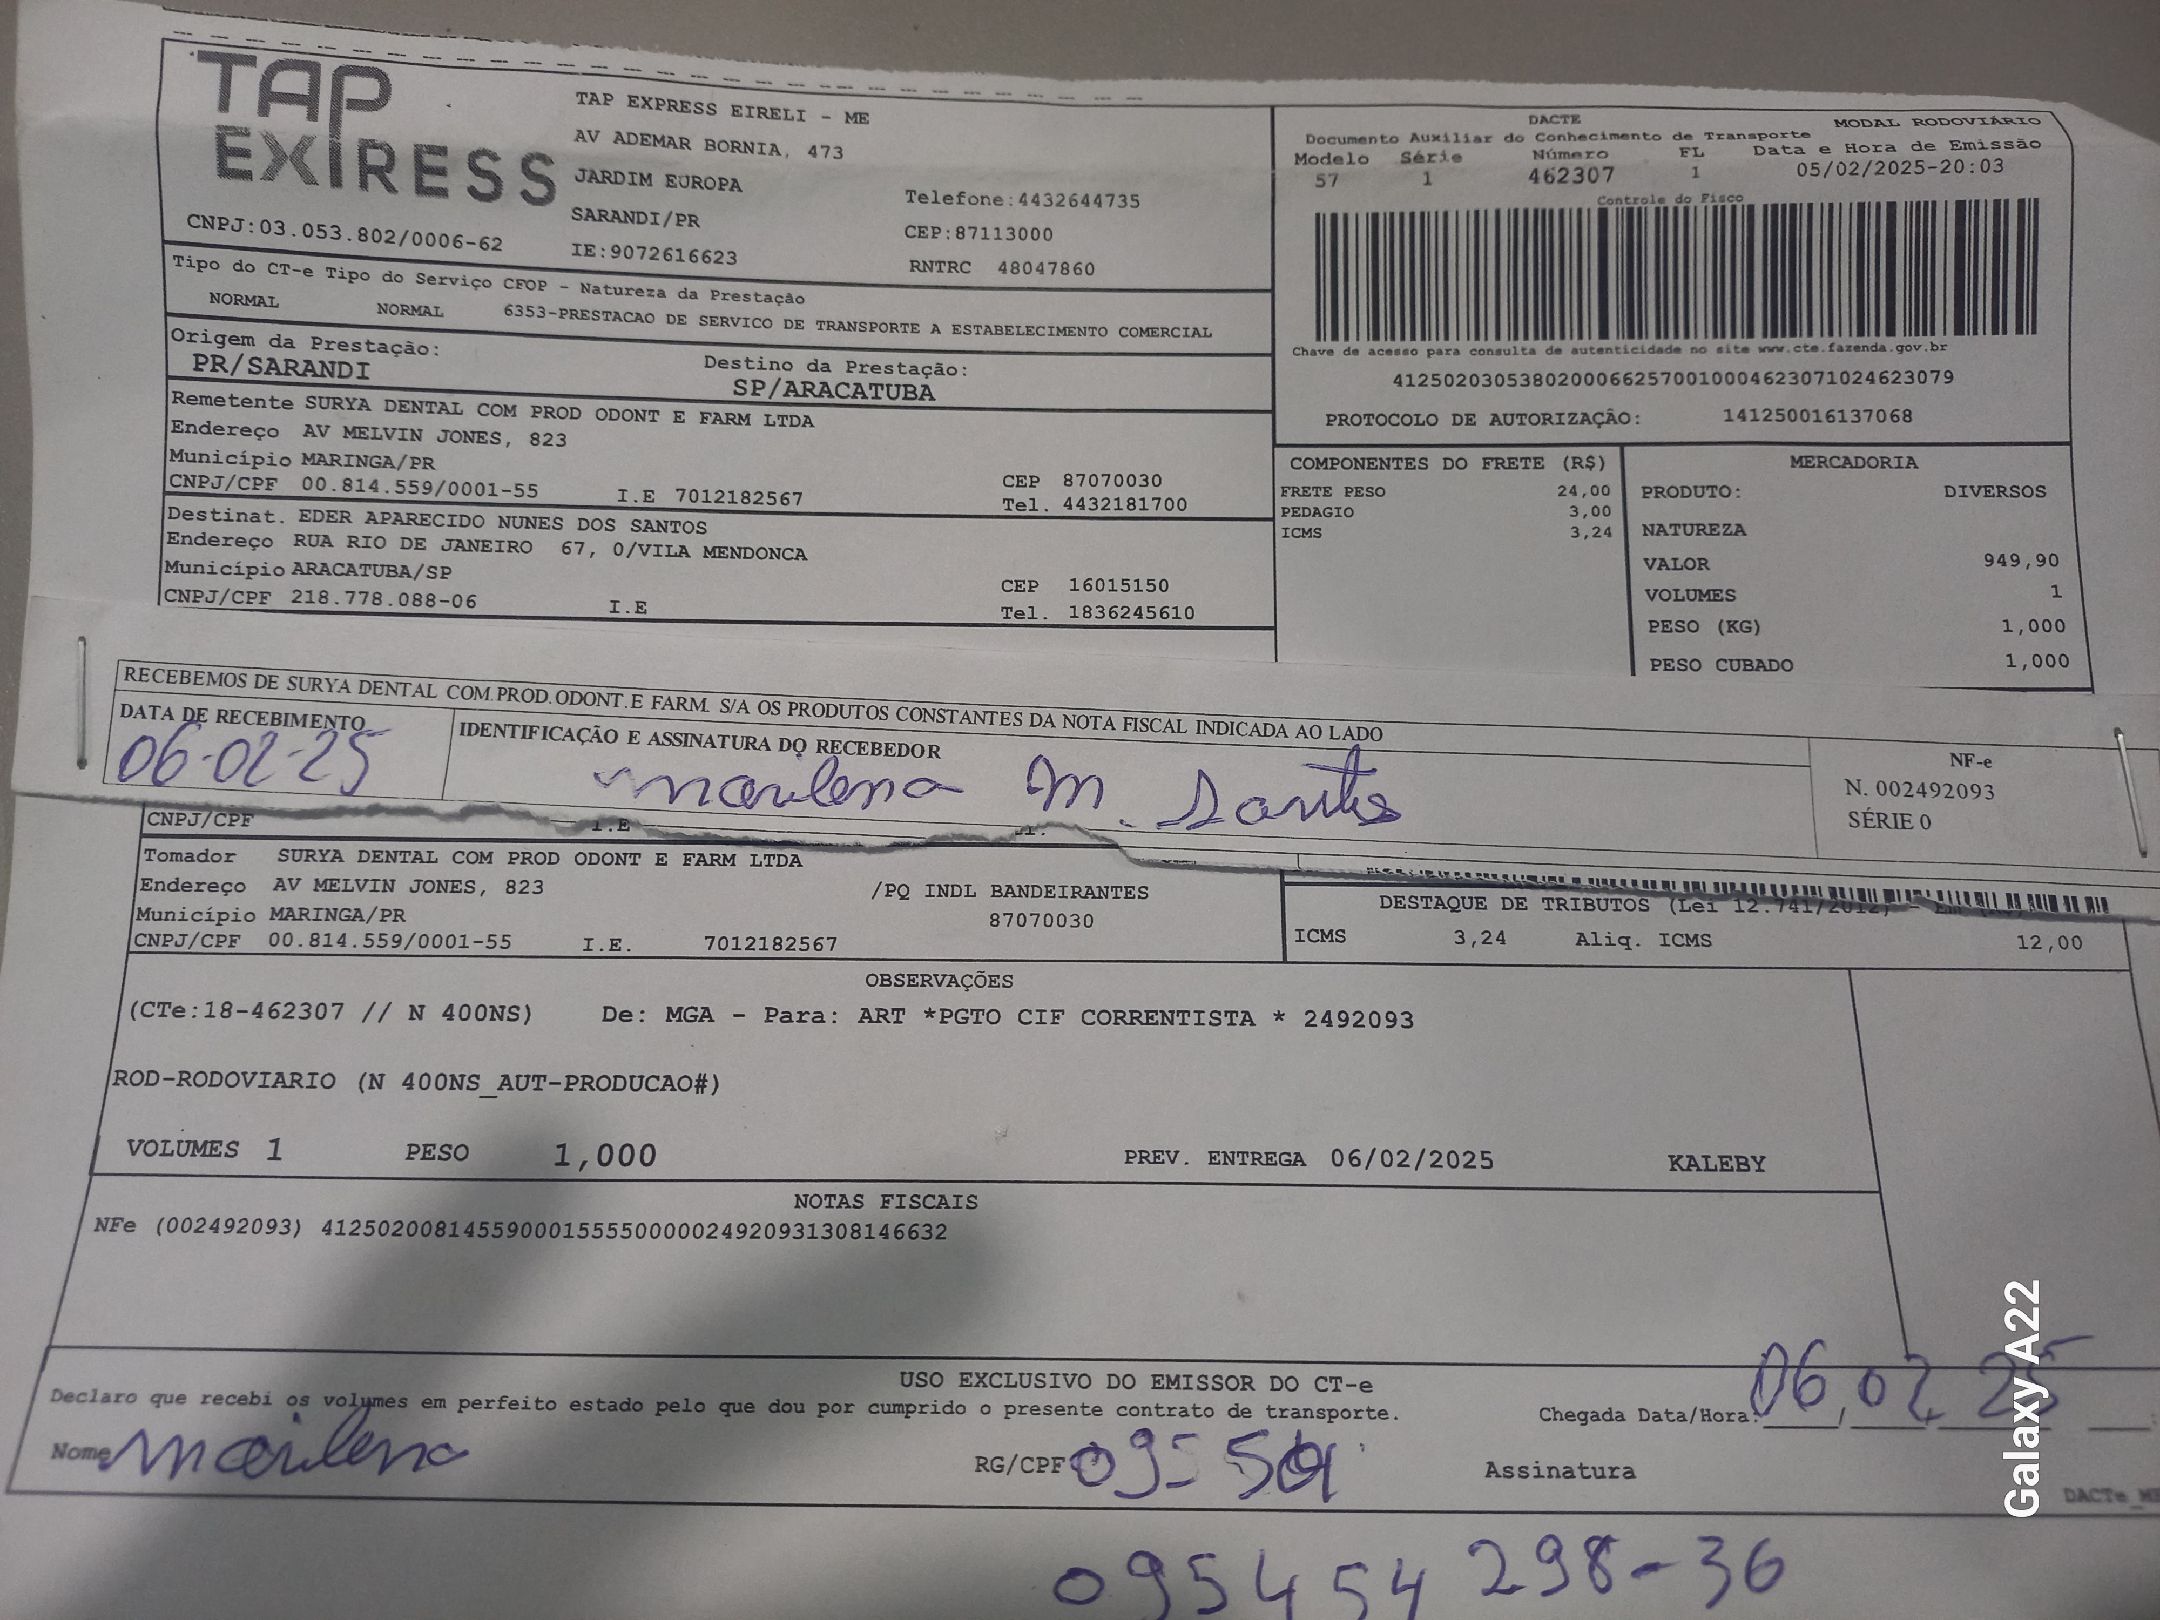 TAP
EXPRESS
TAP EXPRESS EIRELI - ME
AV ADEMAR BORNIA, 473
JARDIM EUROPA
SARANDI/PR
IE:9072616623
Telefone:4432644735
CEP:87113000
RNTRC 48047860
CNPJ:03.053.802/0006-62
DACTE
MODAL RODOVIÁRIO
Documento Auxiliar do Conhecimento de Transporte
Modelo Série Número FL Data e Hora de Emissão
57 1 462307 1 05/02/2025-20:03
Controle do Fisco
Chave de acesso para consulta de autenticidade no site www.cte.fazenda.gov.br
41250203053802000662570010004623071024623079
PROTOCOLO DE AUTORIZAÇÃO: 141250016137068
Tipo do CT-e Tipo do Serviço CFOP - Natureza da Prestação
NORMAL NORMAL 6353-PRESTACAO DE SERVICO DE TRANSPORTE A ESTABELECIMENTO COMERCIAL
Origem da Prestação: Destino da Prestação:
PR/SARANDI SP/ARACATUBA
Remetente SURYA DENTAL COM PROD ODONT E FARM LTDA
Endereço AV MELVIN JONES, 823
Município MARINGA/PR CEP 87070030
CNPJ/CPF 00.814.559/0001-55 I.E 7012182567 Tel. 4432181700
Destinat. EDER APARECIDO NUNES DOS SANTOS
Endereço RUA RIO DE JANEIRO 67, 0/VILA MENDONCA
Município ARACATUBA/SP CEP 16015150
CNPJ/CPF 218.778.088-06 I.E Tel. 1836245610
COMPONENTES DO FRETE (R$)
FRETE PESO 24,00
PEDAGIO 3,00
ICMS 3,24
MERCADORIA
PRODUTO: DIVERSOS
NATUREZA
VALOR 949,90
VOLUMES 1
PESO (KG) 1,000
PESO CUBADO 1,000
RECEBEMOS DE SURYA DENTAL COM.PROD.ODONT.E FARM. S/A OS PRODUTOS CONSTANTES DA NOTA FISCAL INDICADA AO LADO
DATA DE RECEBIMENTO IDENTIFICAÇÃO E ASSINATURA DO RECEBEDOR
06-02-25 Marilena M. Santos
NF-e
N. 002492093
SÉRIE 0
CNPJ/CPF I.E
Tomador SURYA DENTAL COM PROD ODONT E FARM LTDA
Endereço AV MELVIN JONES, 823 /PQ INDL BANDEIRANTES
Município MARINGA/PR 87070030
CNPJ/CPF 00.814.559/0001-55 I.E. 7012182567
DESTAQUE DE TRIBUTOS (Lei 12.741/2012) -
ICMS 3,24 Aliq. ICMS 12,00
OBSERVAÇÕES
(CTe:18-462307 // N 400NS) De: MGA - Para: ART *PGTO CIF CORRENTISTA * 2492093
ROD-RODOVIARIO (N 400NS_AUT-PRODUCAO#)
VOLUMES 1 PESO 1,000 PREV. ENTREGA 06/02/2025 KALEBY
NOTAS FISCAIS
NFe (002492093) 41250200814559000155550000024920931308146632
USO EXCLUSIVO DO EMISSOR DO CT-e
Declaro que recebi os volumes em perfeito estado pelo que dou por cumprido o presente contrato de transporte.
Chegada Data/Hora: 06/02/25
Nome Marilena RG/CPF Assinatura
095454298-36
Galaxy A22